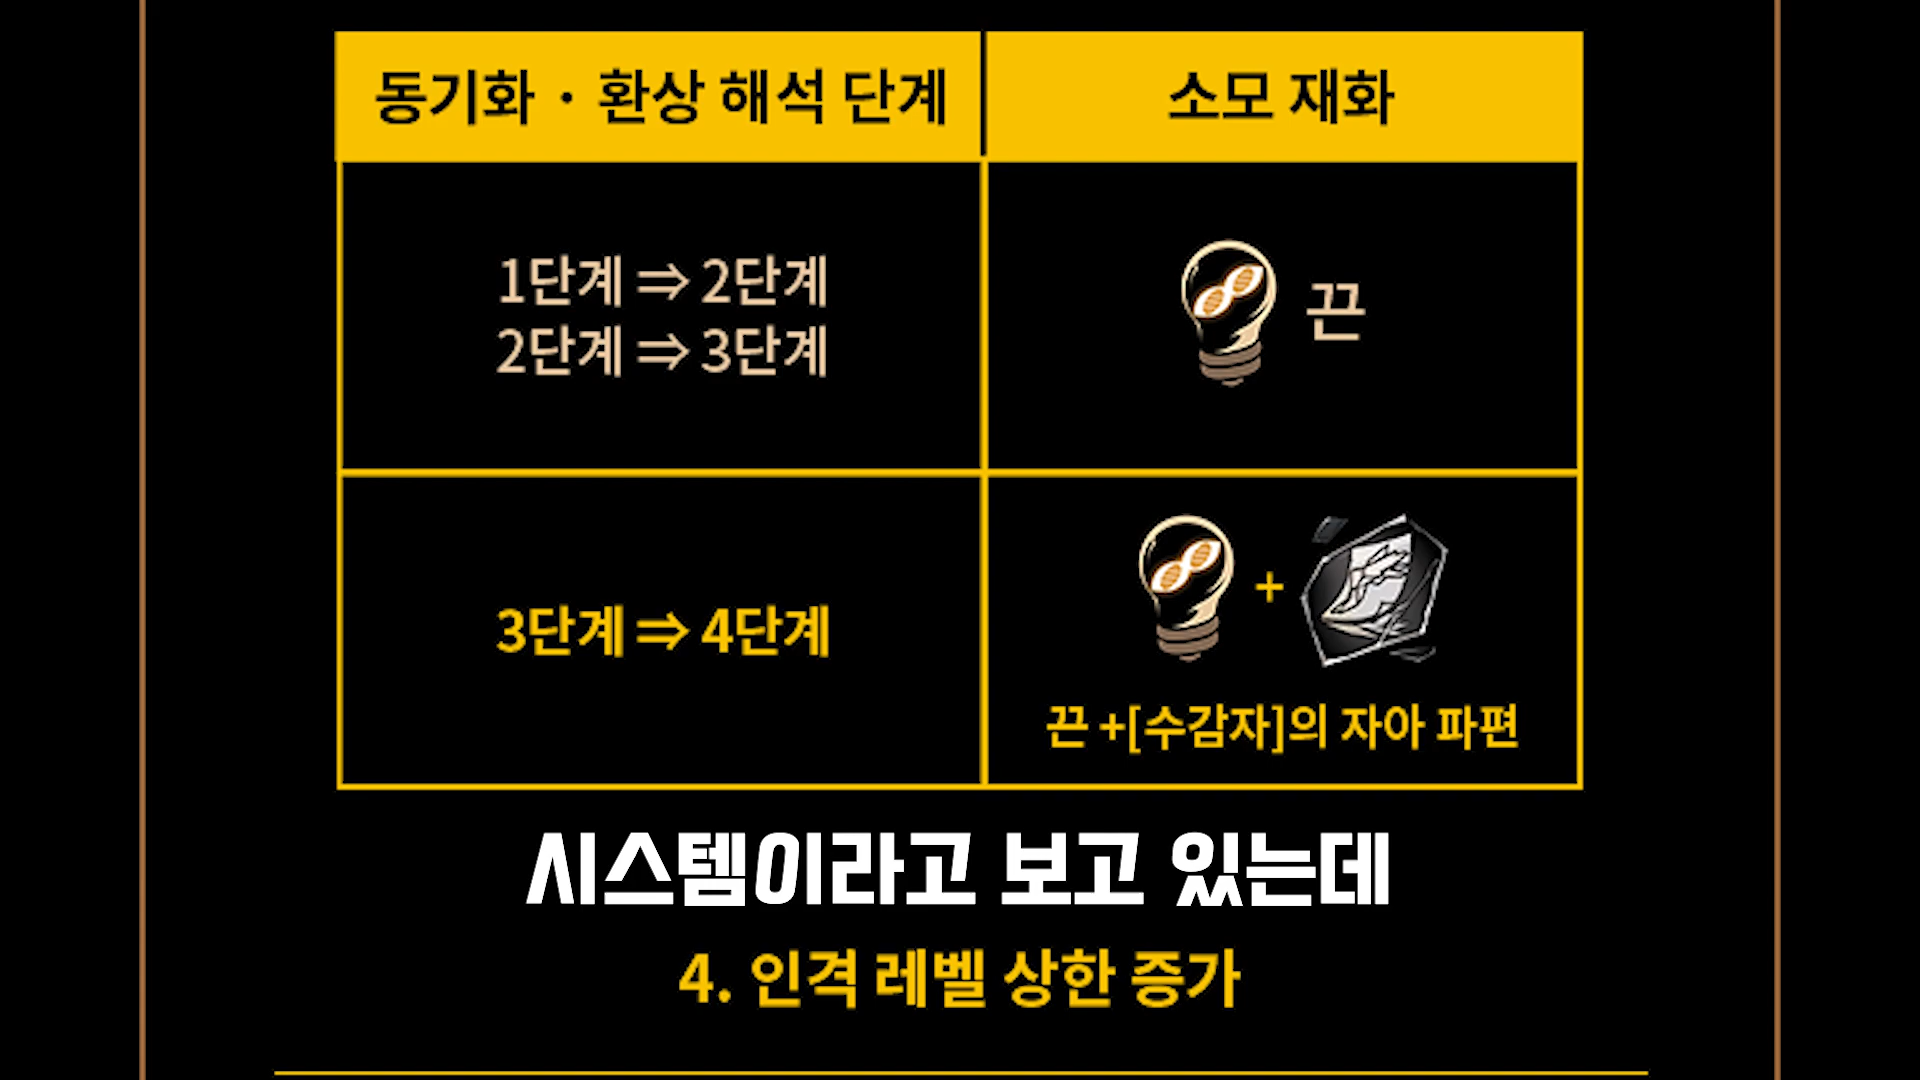 동기화 · 환상 해석 단계
소모 재화
1단계 ⇒ 2단계
2단계 ⇒ 3단계
끈
3단계 ⇒ 4단계
+
끈 +[수감자]의 자아 파편
시스템이라고 보고 있는데
4. 인격 레벨 상한 증가